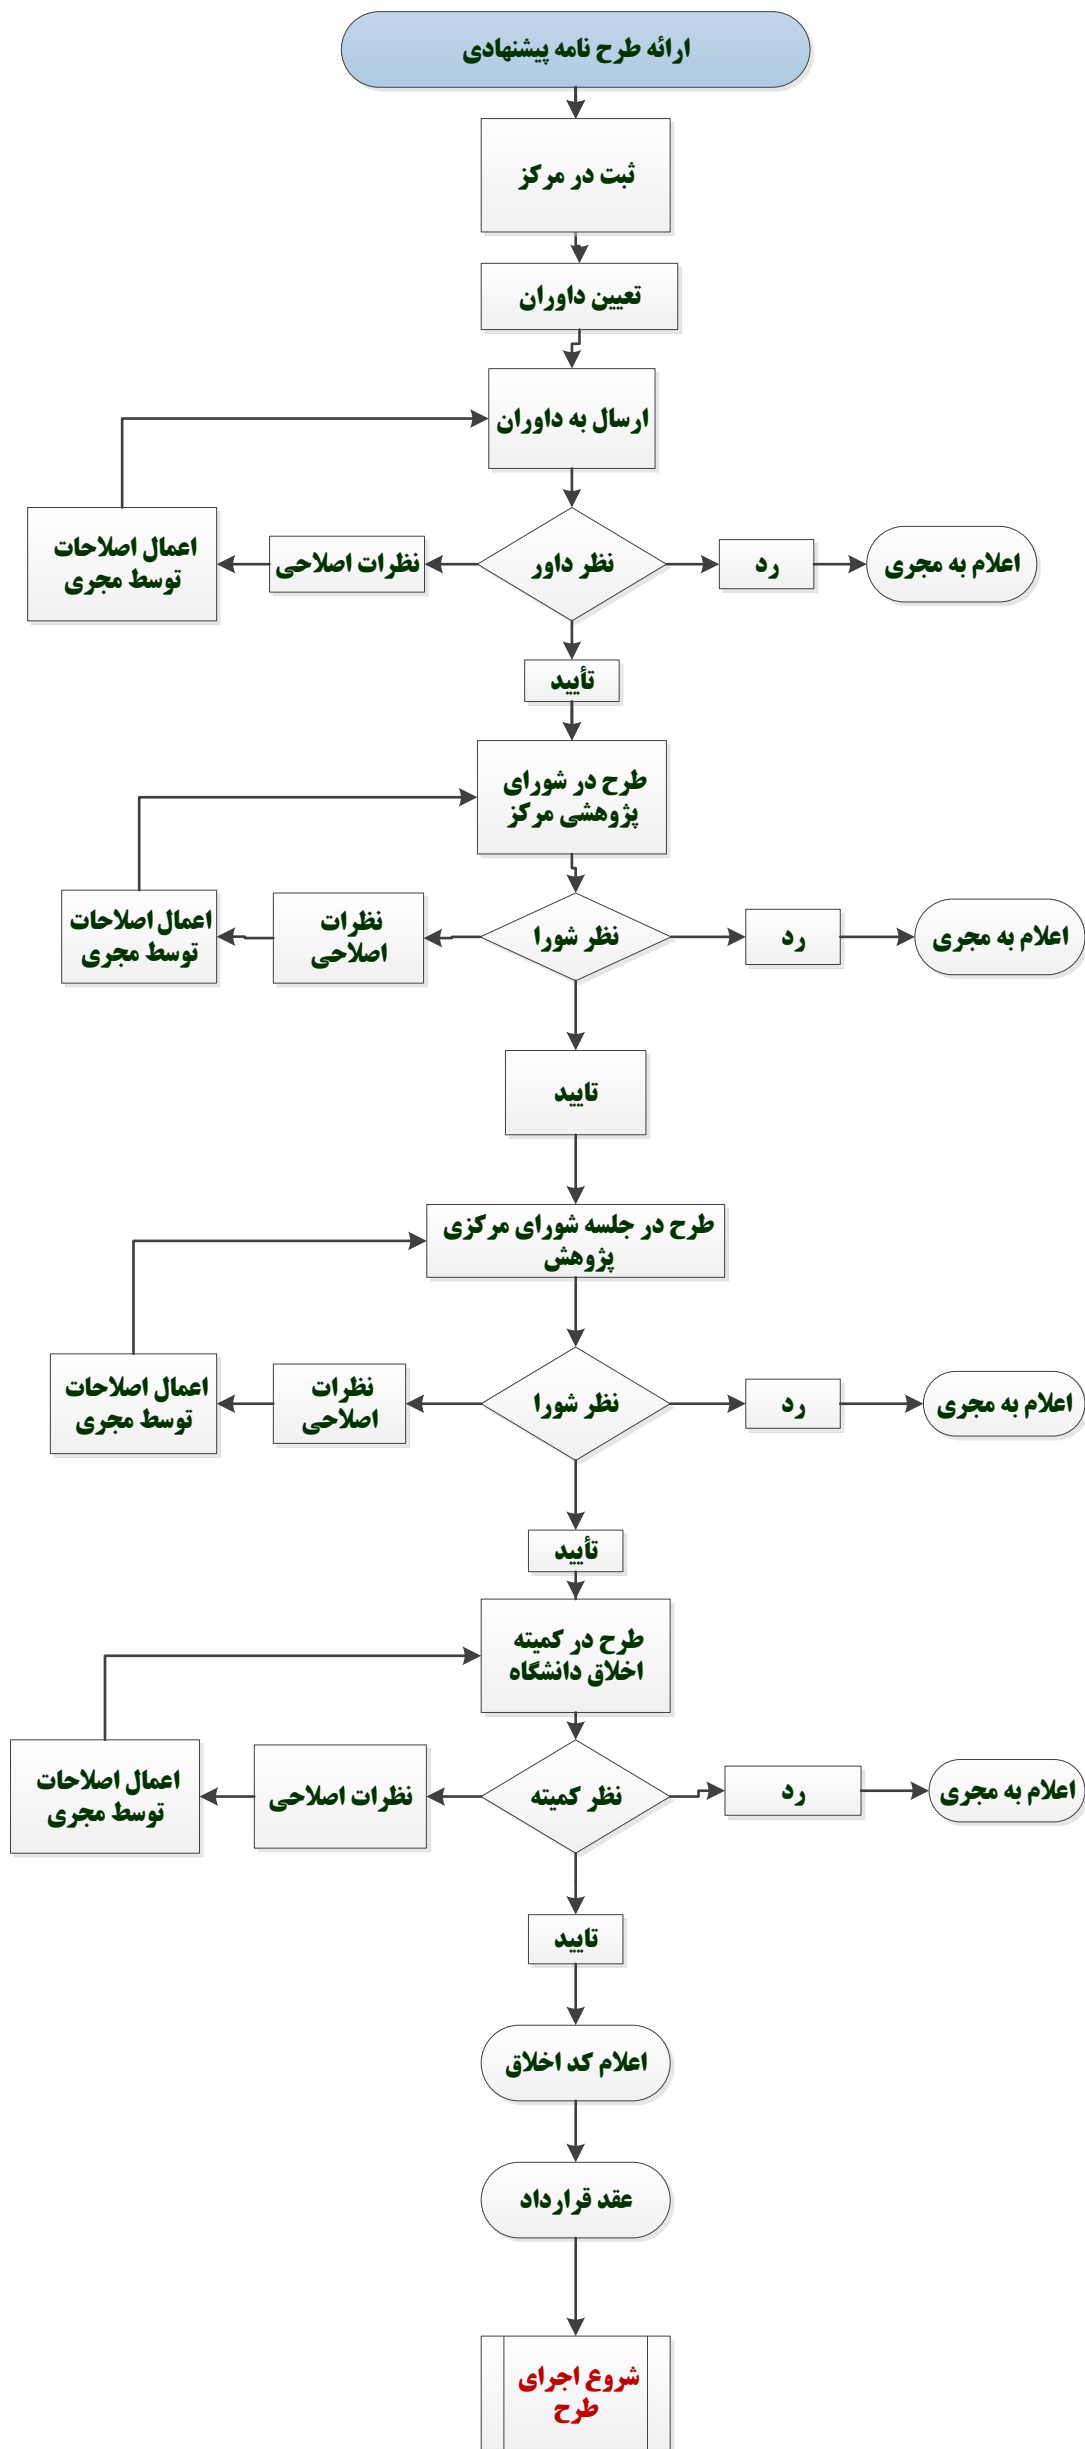 ارائه طرح نامه پیشنهادی
ثبت در مرکز
تعیین داوران
ارسال به داوران
نظر داور
رد
اعلام به مجری
نظرات اصلاحی
اعمال اصلاحات
توسط مجری
تأیید
طرح در شورای
پژوهشی مرکز
نظر شورا
رد
اعلام به مجری
نظرات
اصلاحی
اعمال اصلاحات
توسط مجری
تایید
طرح در جلسه شورای مرکزی
پژوهش
نظر شورا
رد
اعلام به مجری
نظرات
اصلاحی
اعمال اصلاحات
توسط مجری
تأیید
طرح در کمیته
اخلاق دانشگاه
نظر کمیته
رد
اعلام به مجری
نظرات اصلاحی
اعمال اصلاحات
توسط مجری
تایید
اعلام کد اخلاق
عقد قرارداد
شروع اجرای
طرح